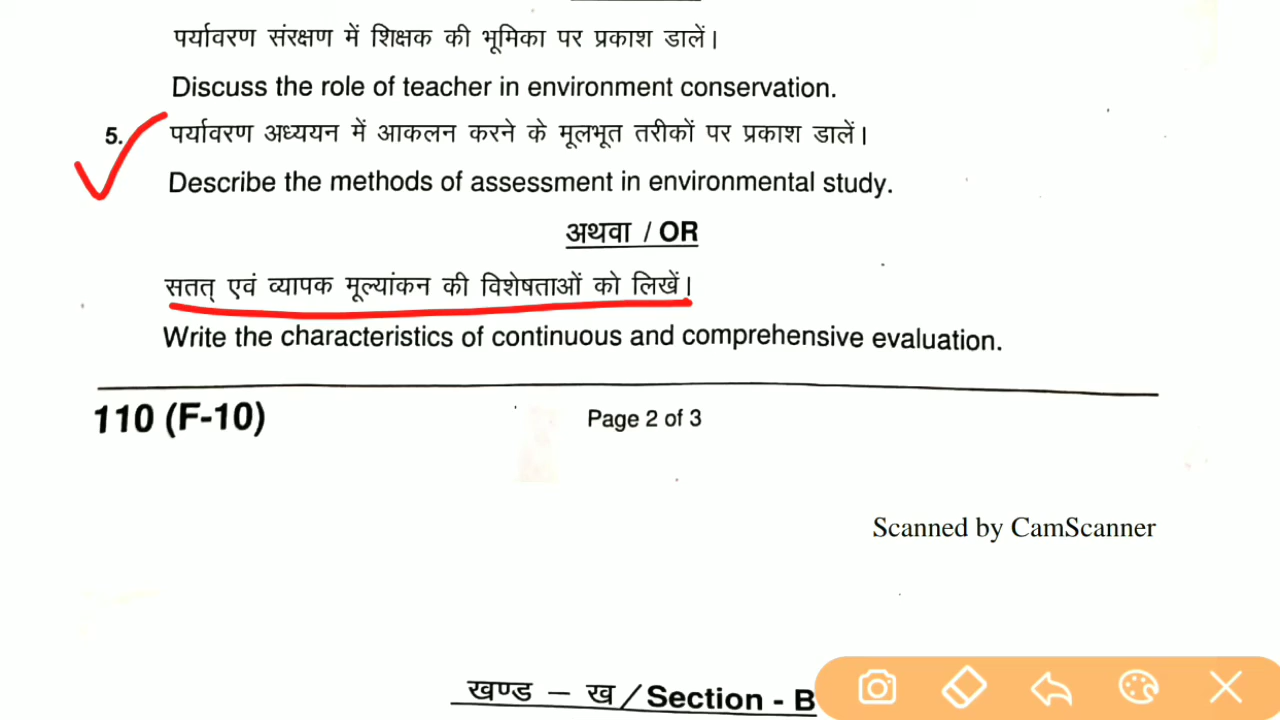 पर्यावरण संरक्षण में शिक्षक की भूमिका पर प्रकाश डालें।
Discuss the role of teacher in environment conservation.
5. पर्यावरण अध्ययन में आकलन करने के मूलभूत तरीकों पर प्रकाश डालें।
Describe the methods of assessment in environmental study.
अथवा / OR
सतत् एवं व्यापक मूल्यांकन की विशेषताओं को लिखें।
Write the characteristics of continuous and comprehensive evaluation.
110 (F-10)
Page 2 of 3
Scanned by CamScanner
खण्ड – ख / Section - B